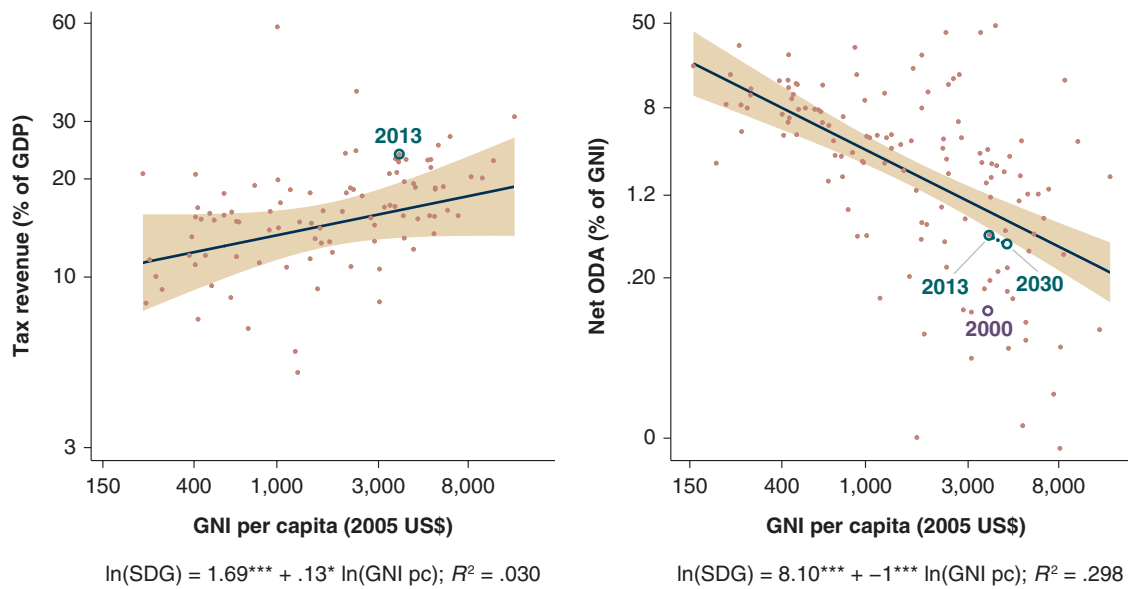 60
30
20
10
3
Tax revenue (% of GDP)
2013
150 400 1,000 3,000 8,000
GNI per capita (2005 US$)
ln(SDG) = 1.69*** + .13* ln(GNI pc); R² = .030
50
8
1.2
.20
0
Net ODA (% of GNI)
2013
2030
2000
150 400 1,000 3,000 8,000
GNI per capita (2005 US$)
ln(SDG) = 8.10*** + −1*** ln(GNI pc); R² = .298